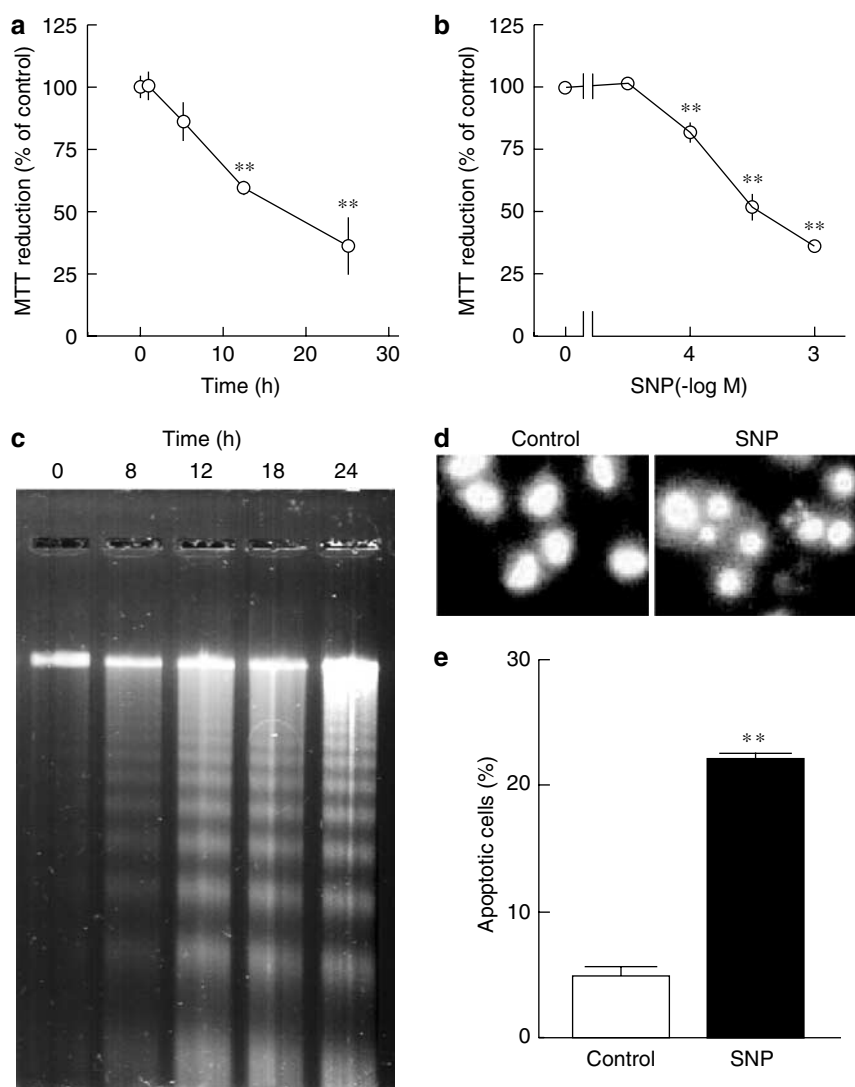 a
125
100
75
50
25
0
MTT reduction (% of control)
**
**
0 10 20 30
Time (h)
b
125
100
75
50
25
0
MTT reduction (% of control)
**
**
**
0 4 3
SNP(-log M)
c
Time (h)
0 8 12 18 24
d
Control SNP
e
30
20
10
0
Apoptotic cells (%)
**
Control SNP